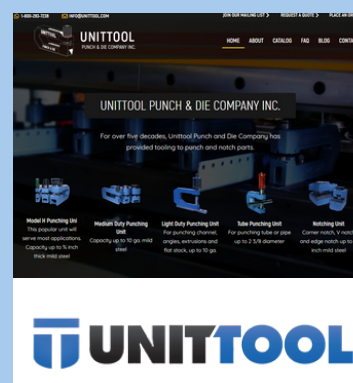 1-800-293-7238 INFO@UNITTOOL.COM JOIN OUR MAILING LIST > REQUEST A QUOTE > PLACE AN
UNITTOOL
PUNCH & DIE COMPANY INC.
HOME ABOUT CATALOG FAQ BLOG CONTA
UNITTOOL PUNCH & DIE COMPANY INC.
For over five decades, Unittool Punch and Die Company has
provided tooling to punch and notch parts.
Model H Punching Uni
This popular unit will
serve most applications.
Capacity up to ¼ inch
thick mild steel
Medium Duty Punching
Unit
Capacity up to 10 ga. mild
steel
Light Duty Punching Unit
For punching channel,
angles, extrusions and
flat stock, up to 10 ga.
Tube Punching Unit
For punching tube or pipe
up to 2 3/8 diameter
Notching Unit
Corner notch, V notch
and edge notch up to
inch mild steel
UNITTOOL